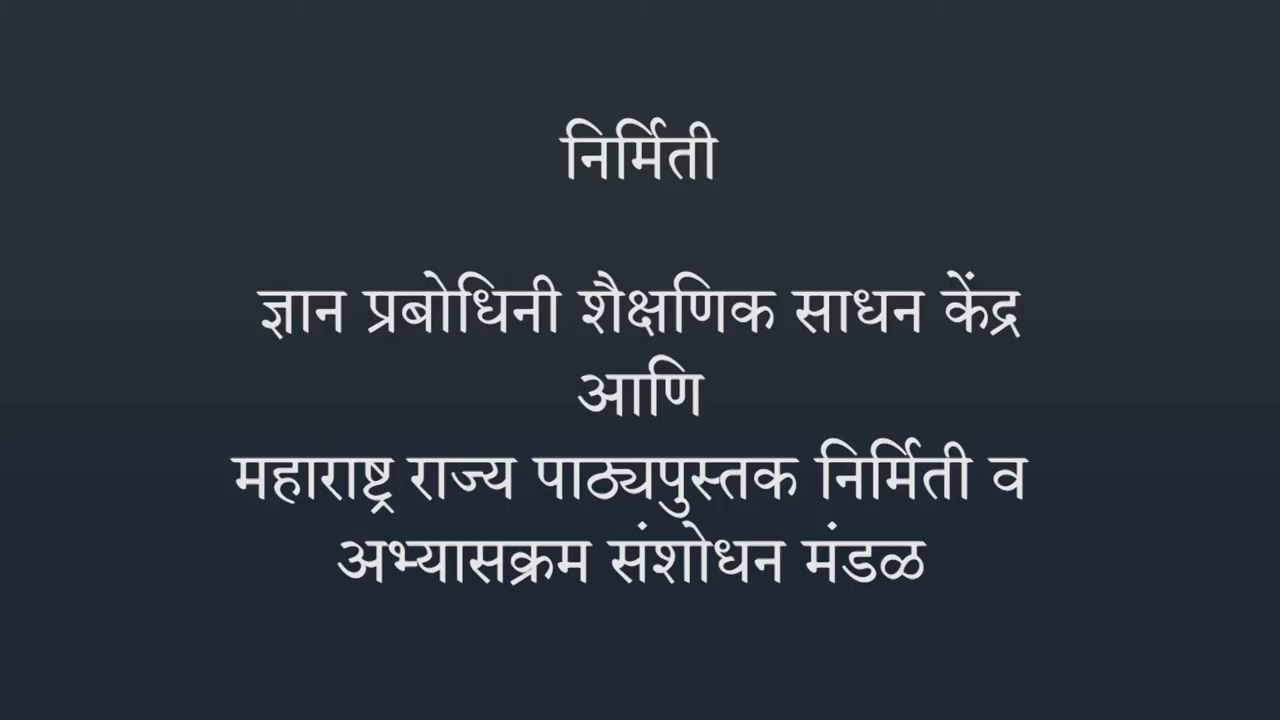 निर्मिती
ज्ञान प्रबोधिनी शैक्षणिक साधन केंद्र
आणि
महाराष्ट्र राज्य पाठ्यपुस्तक निर्मिती व
अभ्यासक्रम संशोधन मंडळ